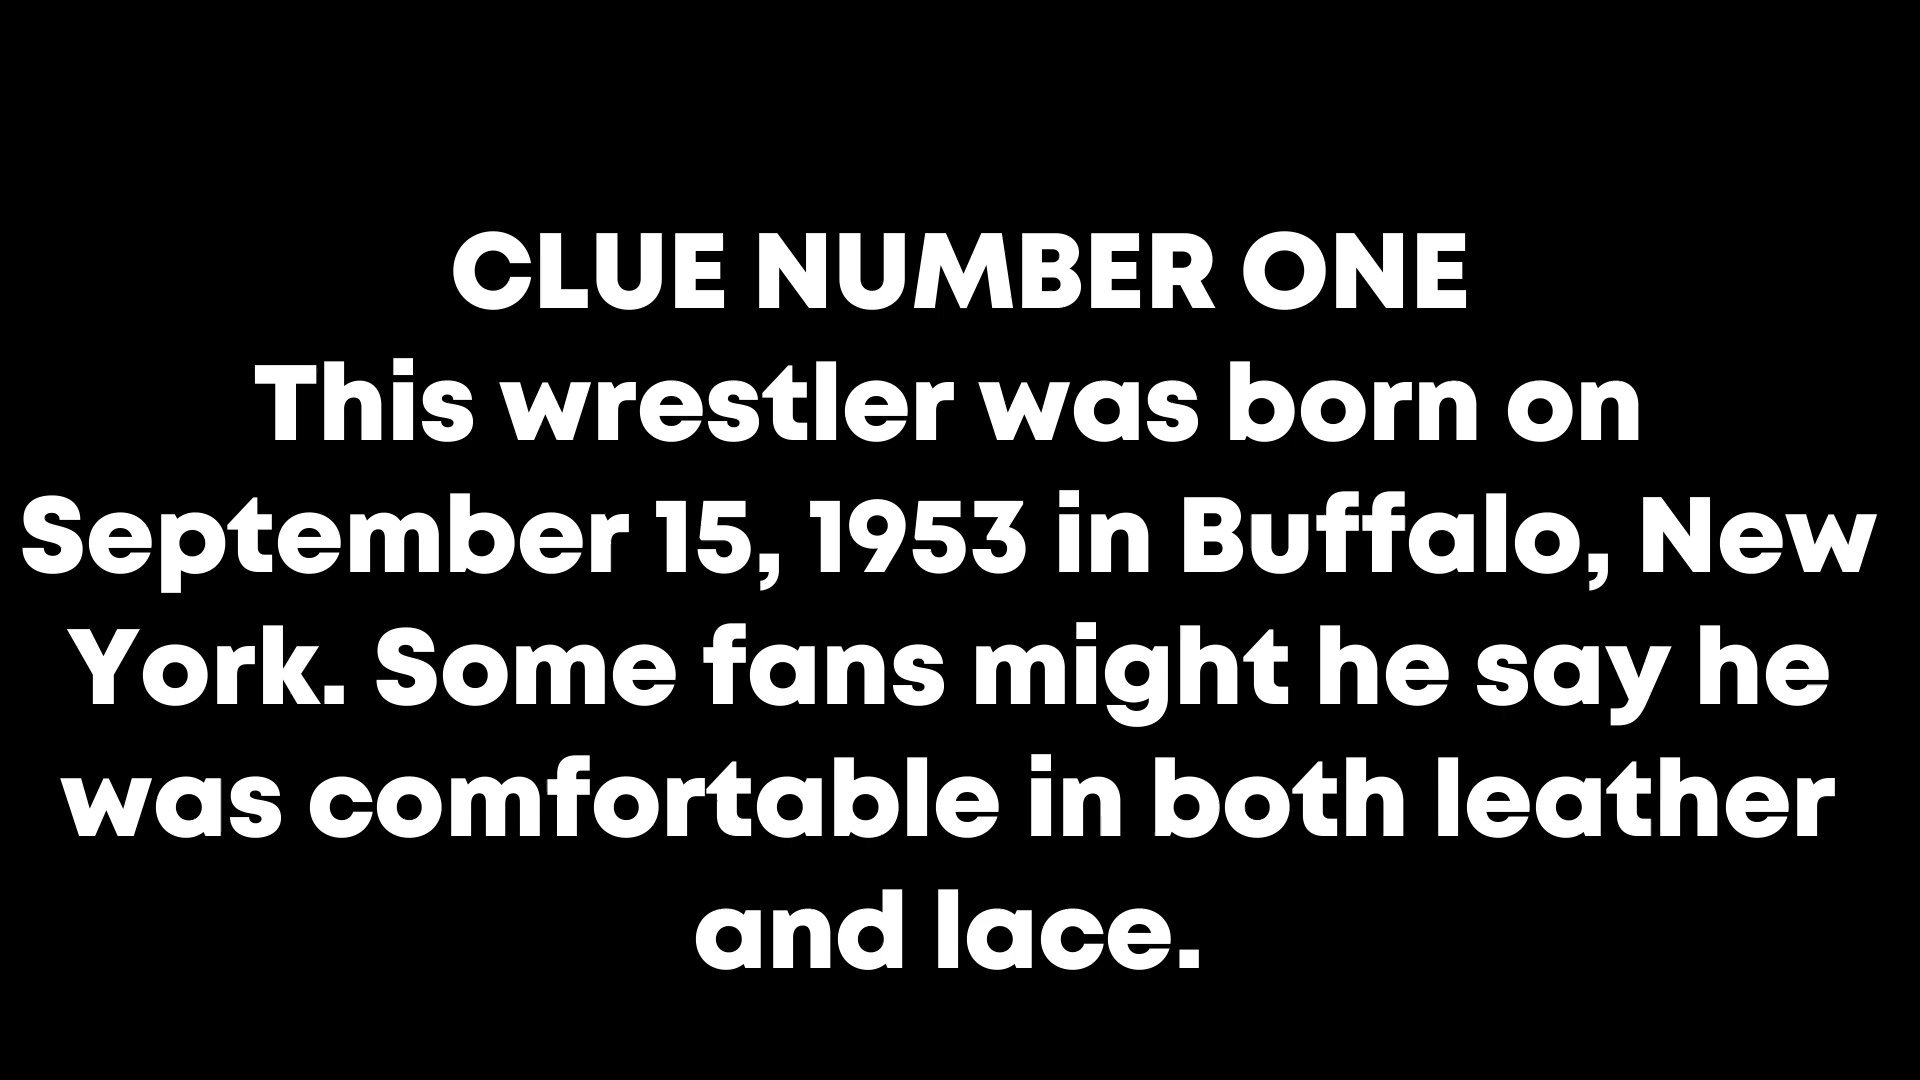 CLUE NUMBER ONE
This wrestler was born on
September 15, 1953 in Buffalo, New
York. Some fans might he say he
was comfortable in both leather
and lace.